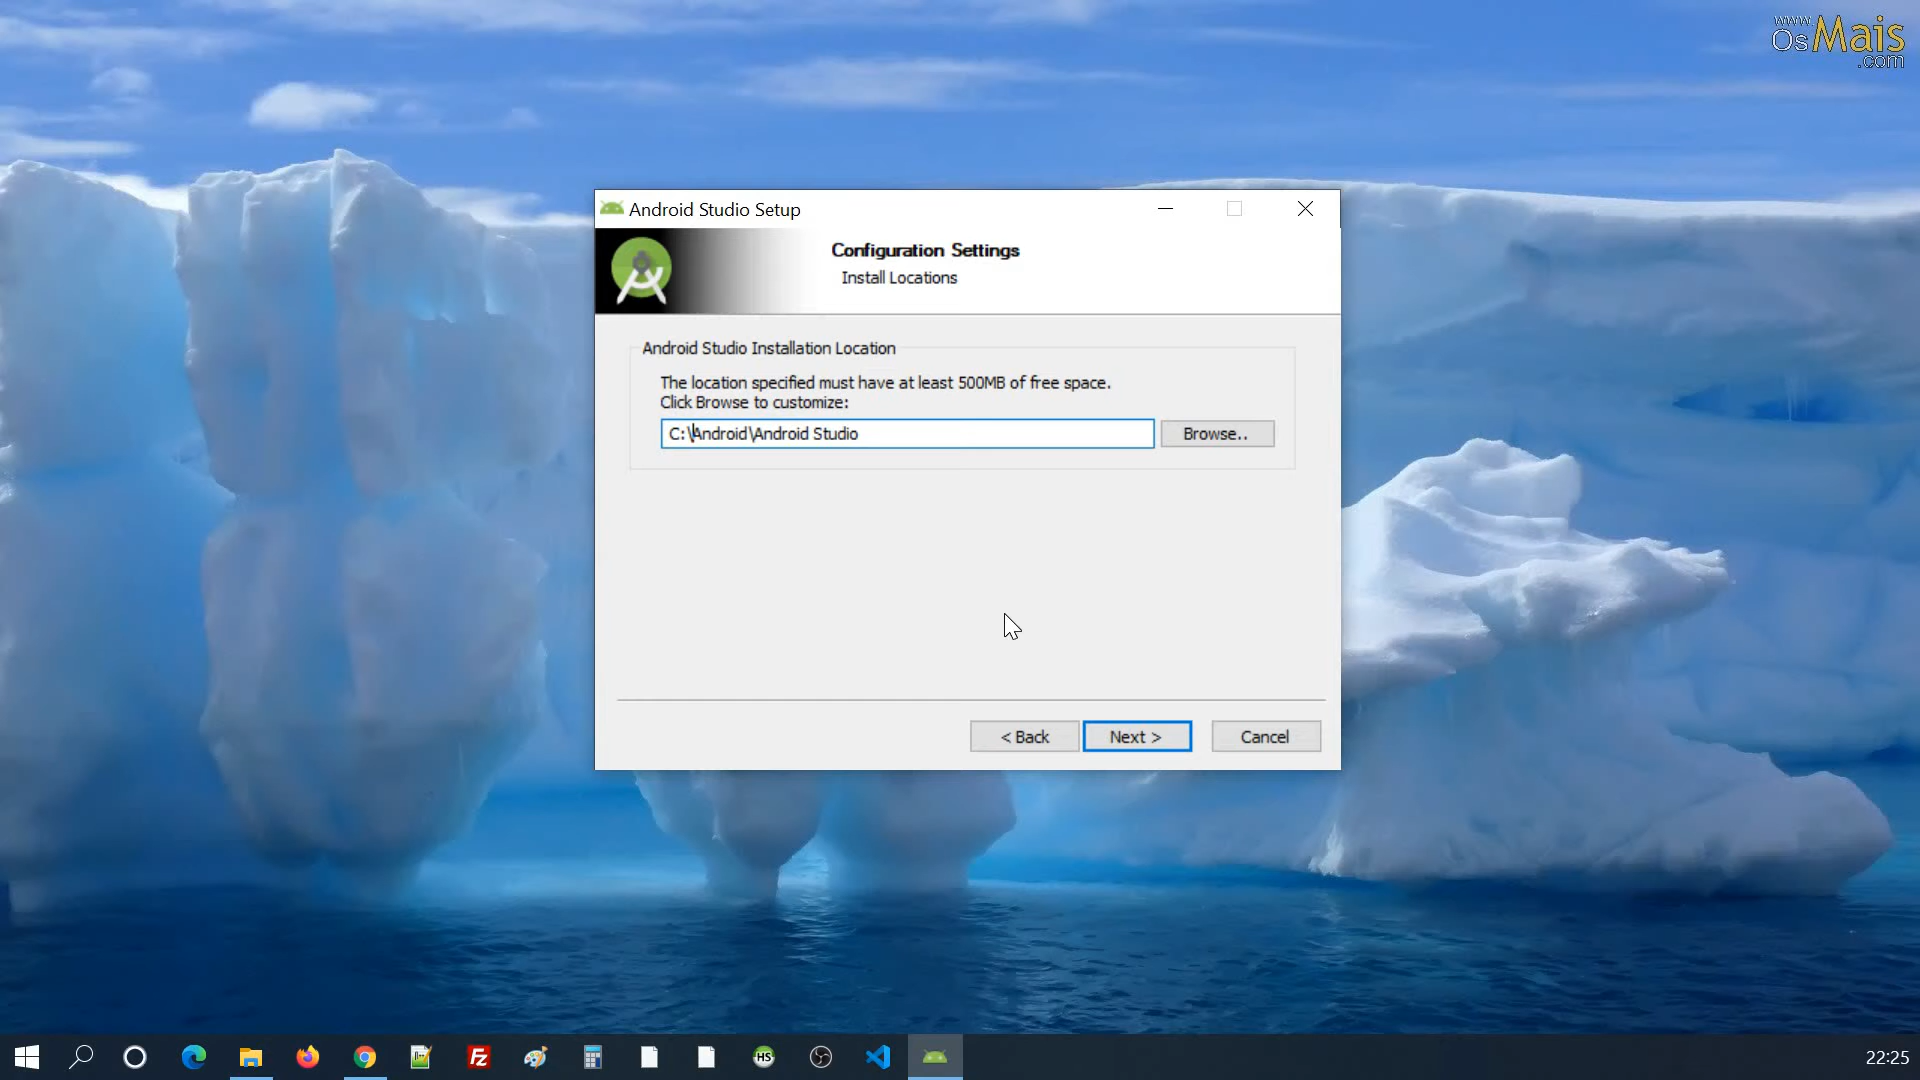 www
OsMais
.com
Android Studio Setup
Configuration Settings
Install Locations
Android Studio Installation Location
The location specified must have at least 500MB of free space.
Click Browse to customize:
C:\Android\Android Studio
Browse..
< Back
Next >
Cancel
Fz
HS
22:25